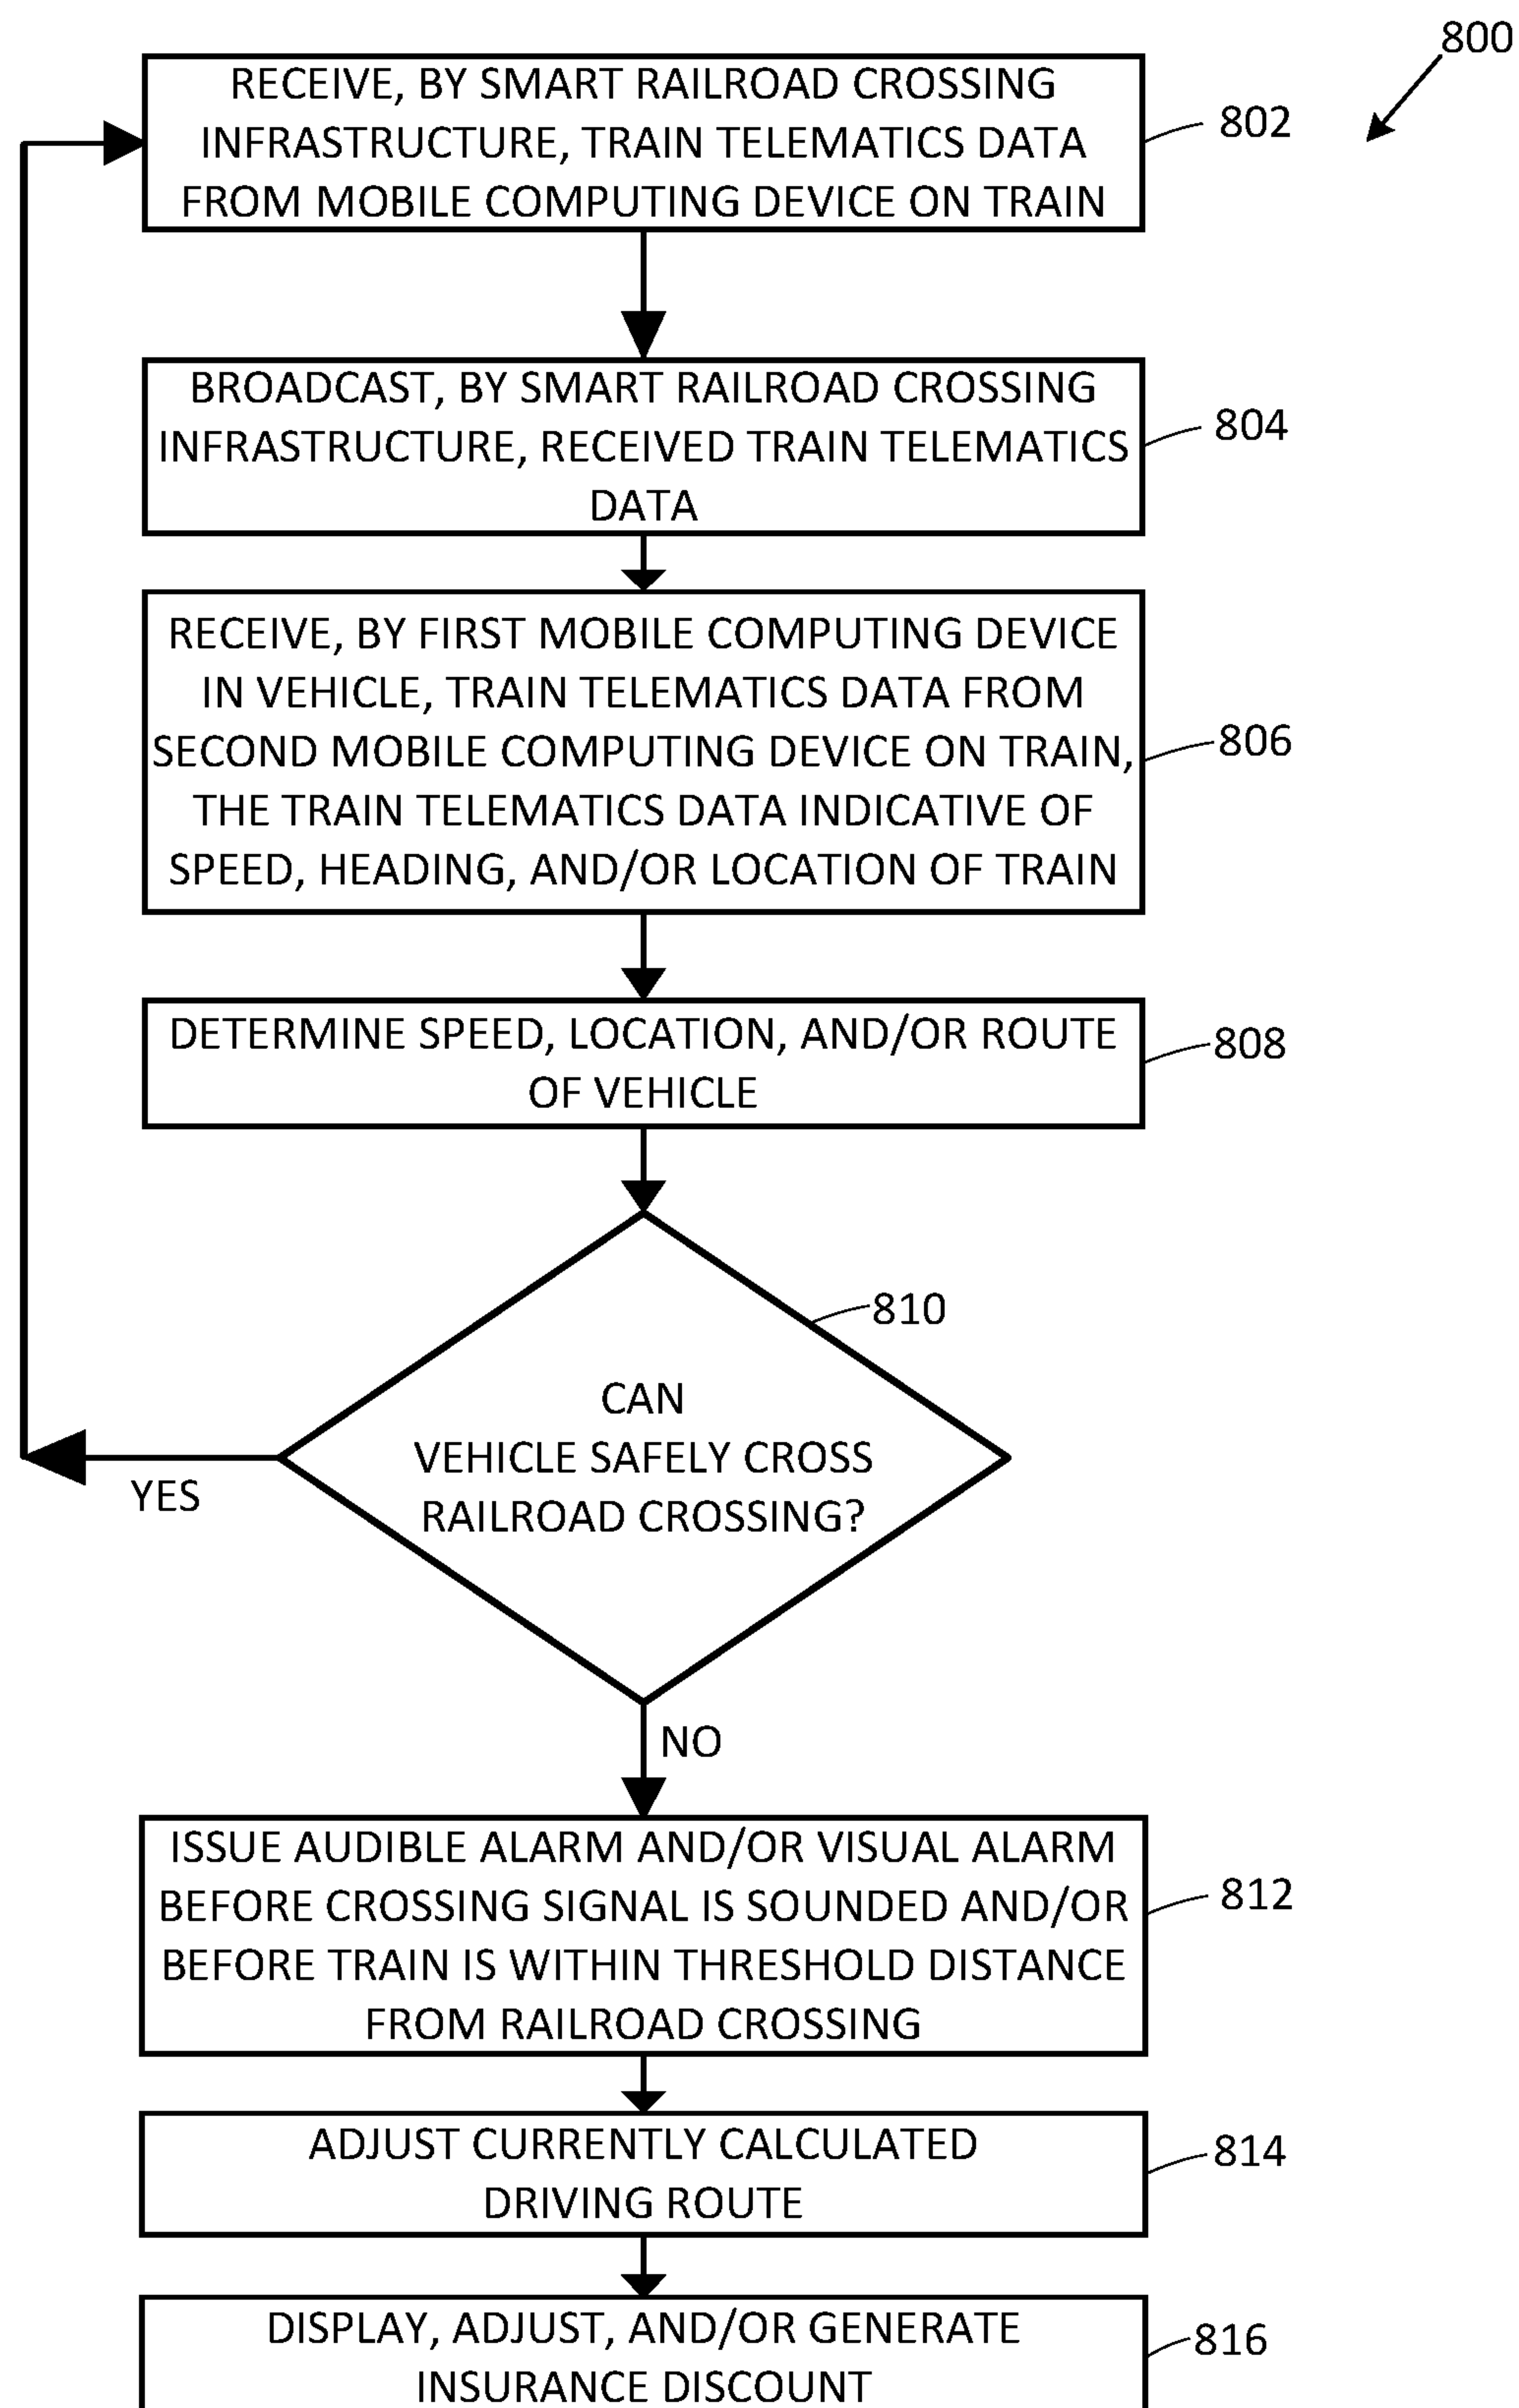 800
RECEIVE, BY SMART RAILROAD CROSSING
INFRASTRUCTURE, TRAIN TELEMATICS DATA
FROM MOBILE COMPUTING DEVICE ON TRAIN
802
BROADCAST, BY SMART RAILROAD CROSSING
INFRASTRUCTURE, RECEIVED TRAIN TELEMATICS
DATA
804
RECEIVE, BY FIRST MOBILE COMPUTING DEVICE
IN VEHICLE, TRAIN TELEMATICS DATA FROM
SECOND MOBILE COMPUTING DEVICE ON TRAIN,
THE TRAIN TELEMATICS DATA INDICATIVE OF
SPEED, HEADING, AND/OR LOCATION OF TRAIN
806
DETERMINE SPEED, LOCATION, AND/OR ROUTE
OF VEHICLE
808
810
CAN
VEHICLE SAFELY CROSS
RAILROAD CROSSING?
YES
NO
ISSUE AUDIBLE ALARM AND/OR VISUAL ALARM
BEFORE CROSSING SIGNAL IS SOUNDED AND/OR
BEFORE TRAIN IS WITHIN THRESHOLD DISTANCE
FROM RAILROAD CROSSING
812
ADJUST CURRENTLY CALCULATED
DRIVING ROUTE
814
DISPLAY, ADJUST, AND/OR GENERATE
INSURANCE DISCOUNT
816